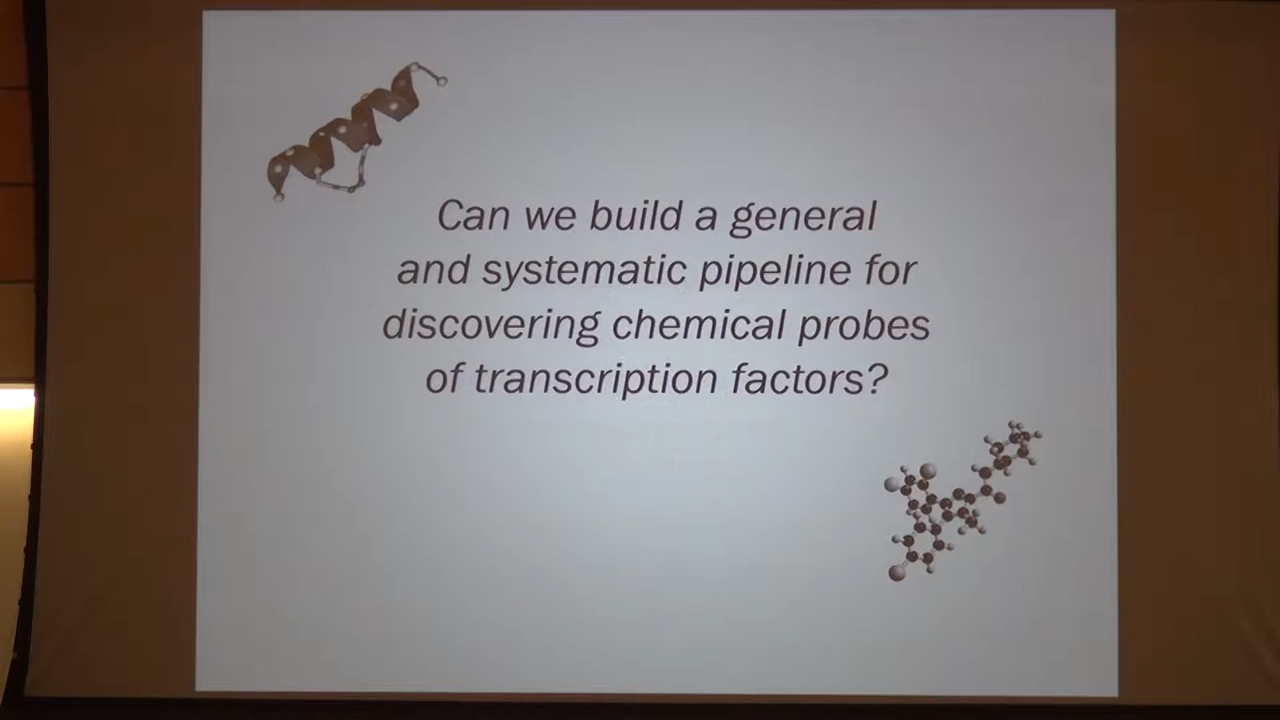 Can we build a general
and systematic pipeline for
discovering chemical probes
of transcription factors?